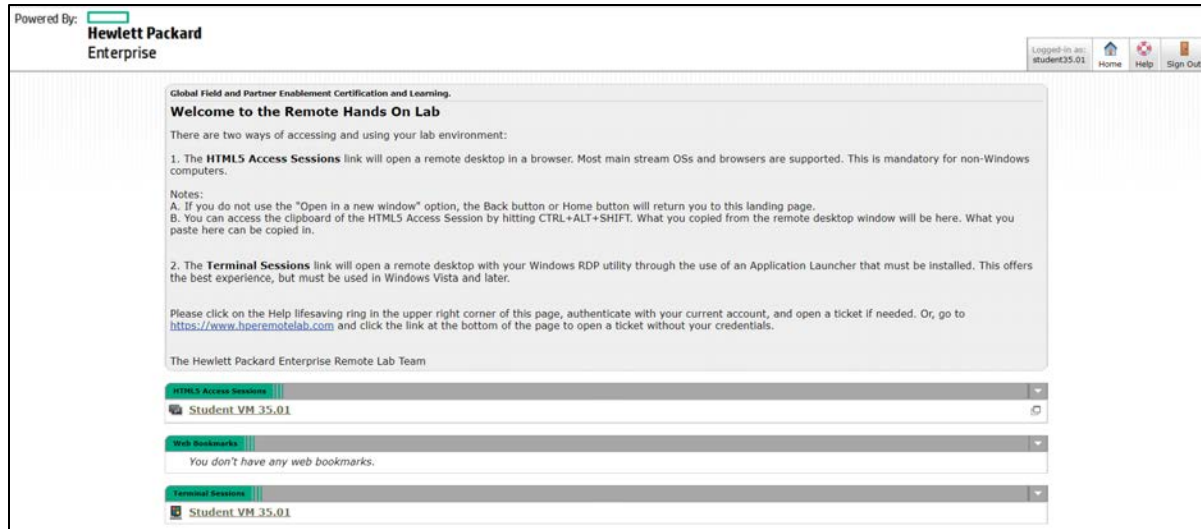 Powered By:
Hewlett Packard
Enterprise
Logged-in as:
student35.01
Home
Help
Sign Out
Global Field and Partner Enablement Certification and Learning.
Welcome to the Remote Hands On Lab
There are two ways of accessing and using your lab environment:
1. The HTML5 Access Sessions link will open a remote desktop in a browser. Most main stream OSs and browsers are supported. This is mandatory for non-Windows
computers.
Notes:
A. If you do not use the "Open in a new window" option, the Back button or Home button will return you to this landing page.
B. You can access the clipboard of the HTML5 Access Session by hitting CTRL+ALT+SHIFT. What you copied from the remote desktop window will be here. What you
paste here can be copied in.
2. The Terminal Sessions link will open a remote desktop with your Windows RDP utility through the use of an Application Launcher that must be installed. This offers
the best experience, but must be used in Windows Vista and later.
Please click on the Help lifesaving ring in the upper right corner of this page, authenticate with your current account, and open a ticket if needed. Or, go to
https://www.hperemotelab.com and click the link at the bottom of the page to open a ticket without your credentials.
The Hewlett Packard Enterprise Remote Lab Team
HTML5 Access Sessions
Student VM 35.01
Web Bookmarks
You don't have any web bookmarks.
Terminal Sessions
Student VM 35.01